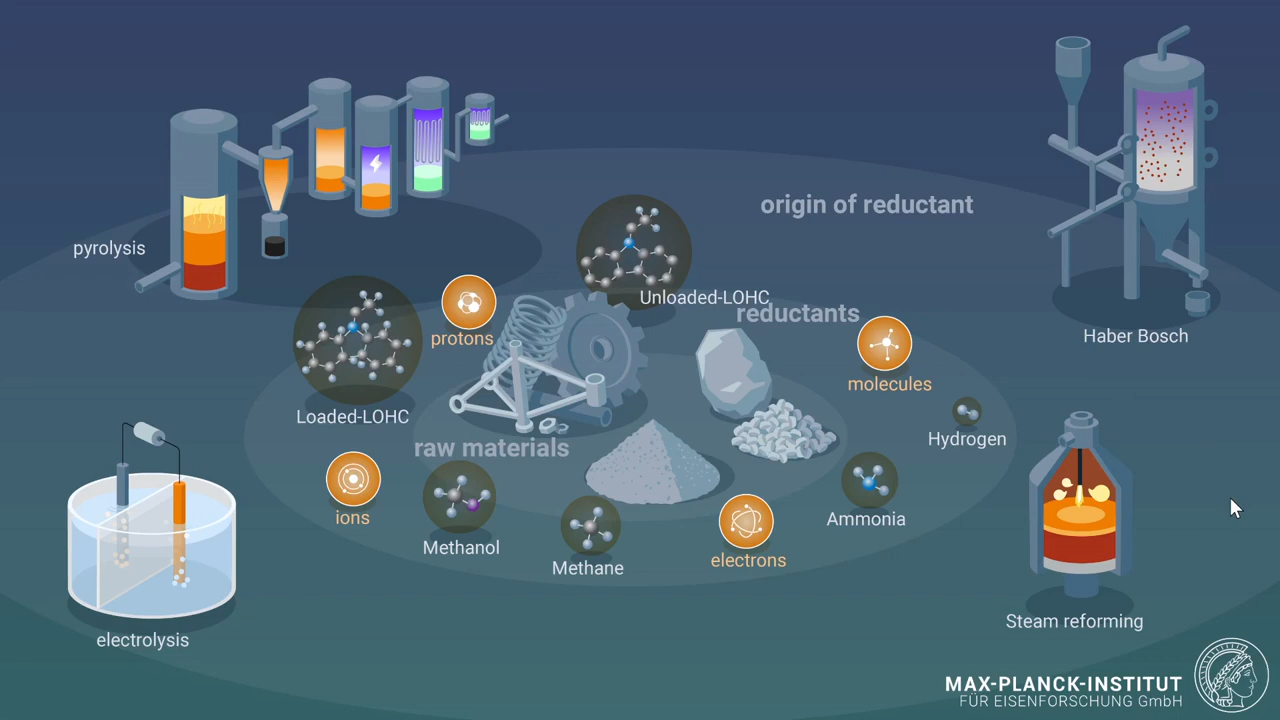 origin of reductant
pyrolysis
Unloaded-LOHC
reductants
protons
Haber Bosch
molecules
Loaded-LOHC
Hydrogen
raw materials
ions
Ammonia
Methanol
electrons
Methane
Steam reforming
electrolysis
MAX-PLANCK-INSTITUT
FÜR EISENFORSCHUNG GmbH